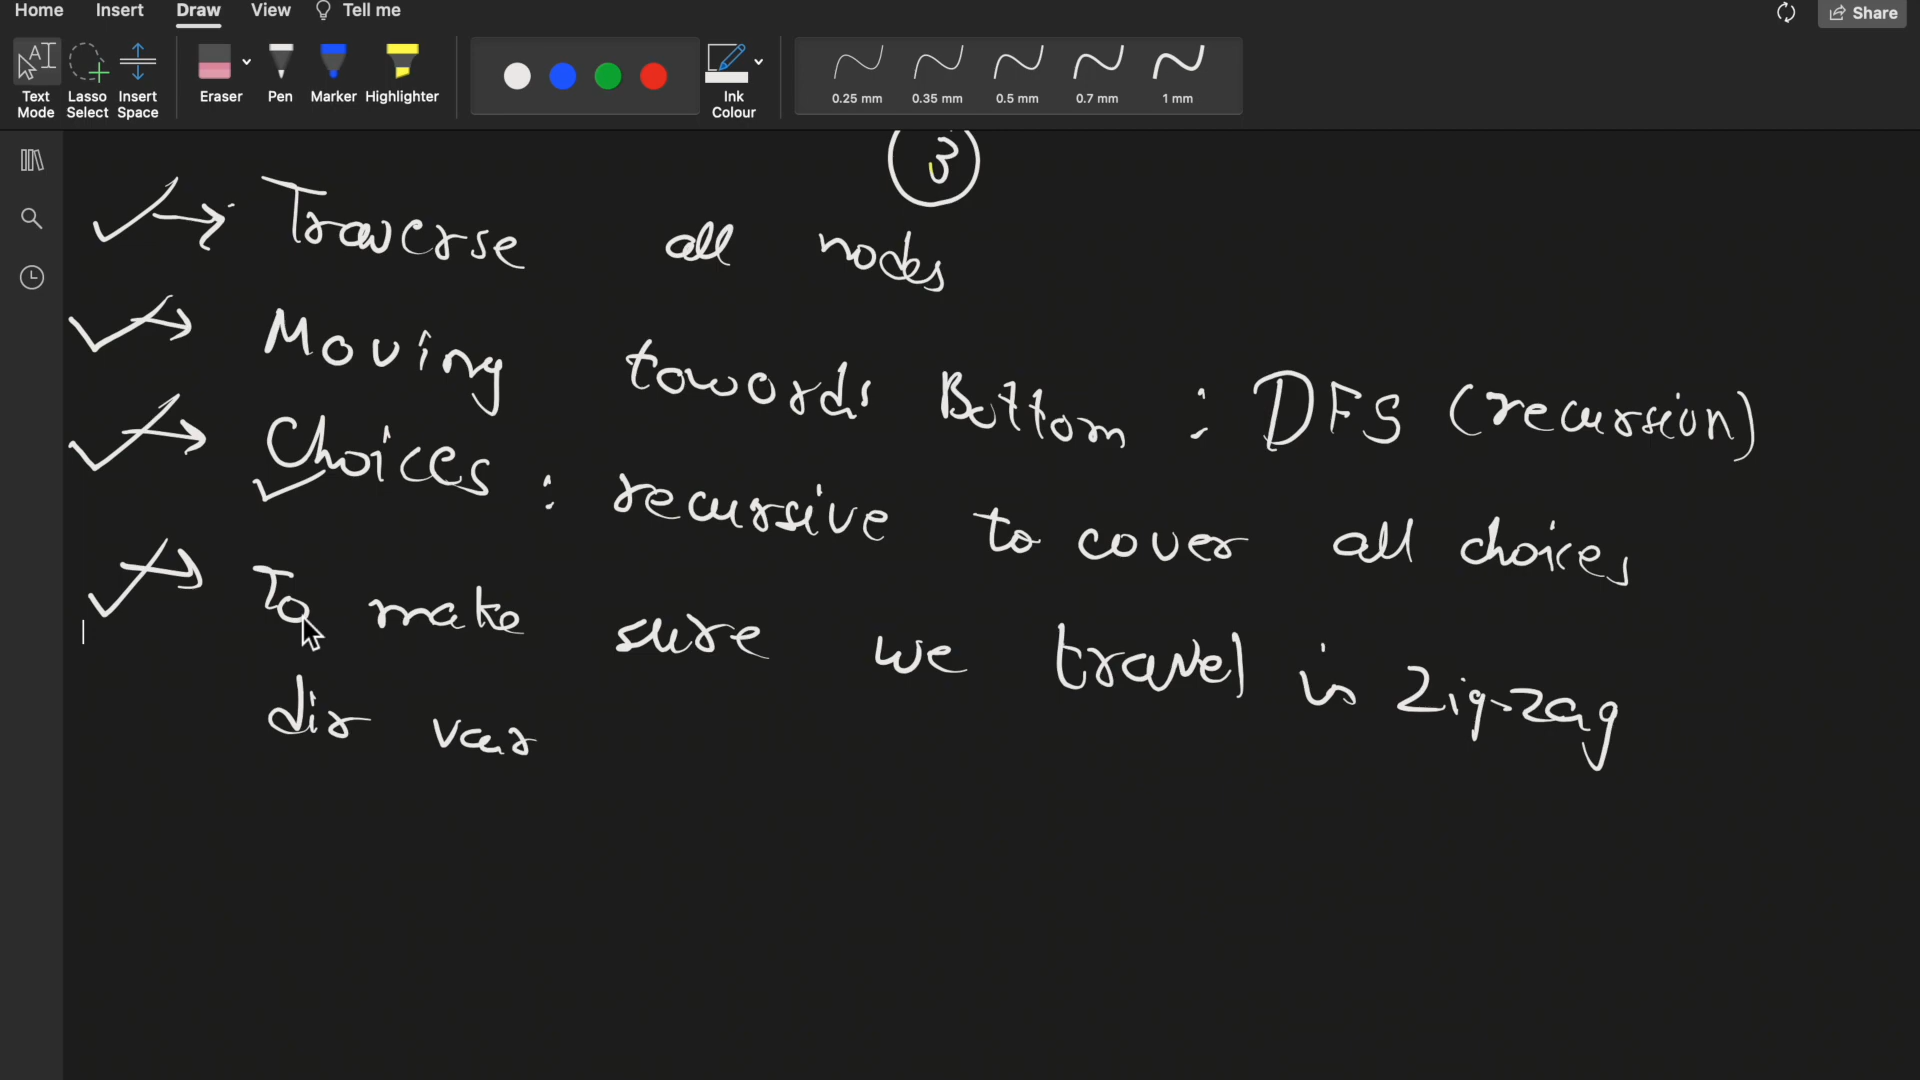 Home Insert Draw View Tell me Share
Text Mode Lasso Select Insert Space Eraser Pen Marker Highlighter Ink Colour 0.25 mm 0.35 mm 0.5 mm 0.7 mm 1 mm
3
Traverse all nodes
Moving towards Bottom : DFS (recursion)
Choices : recursive to cover all choices
To make sure we travel in Zig-zag
dir var